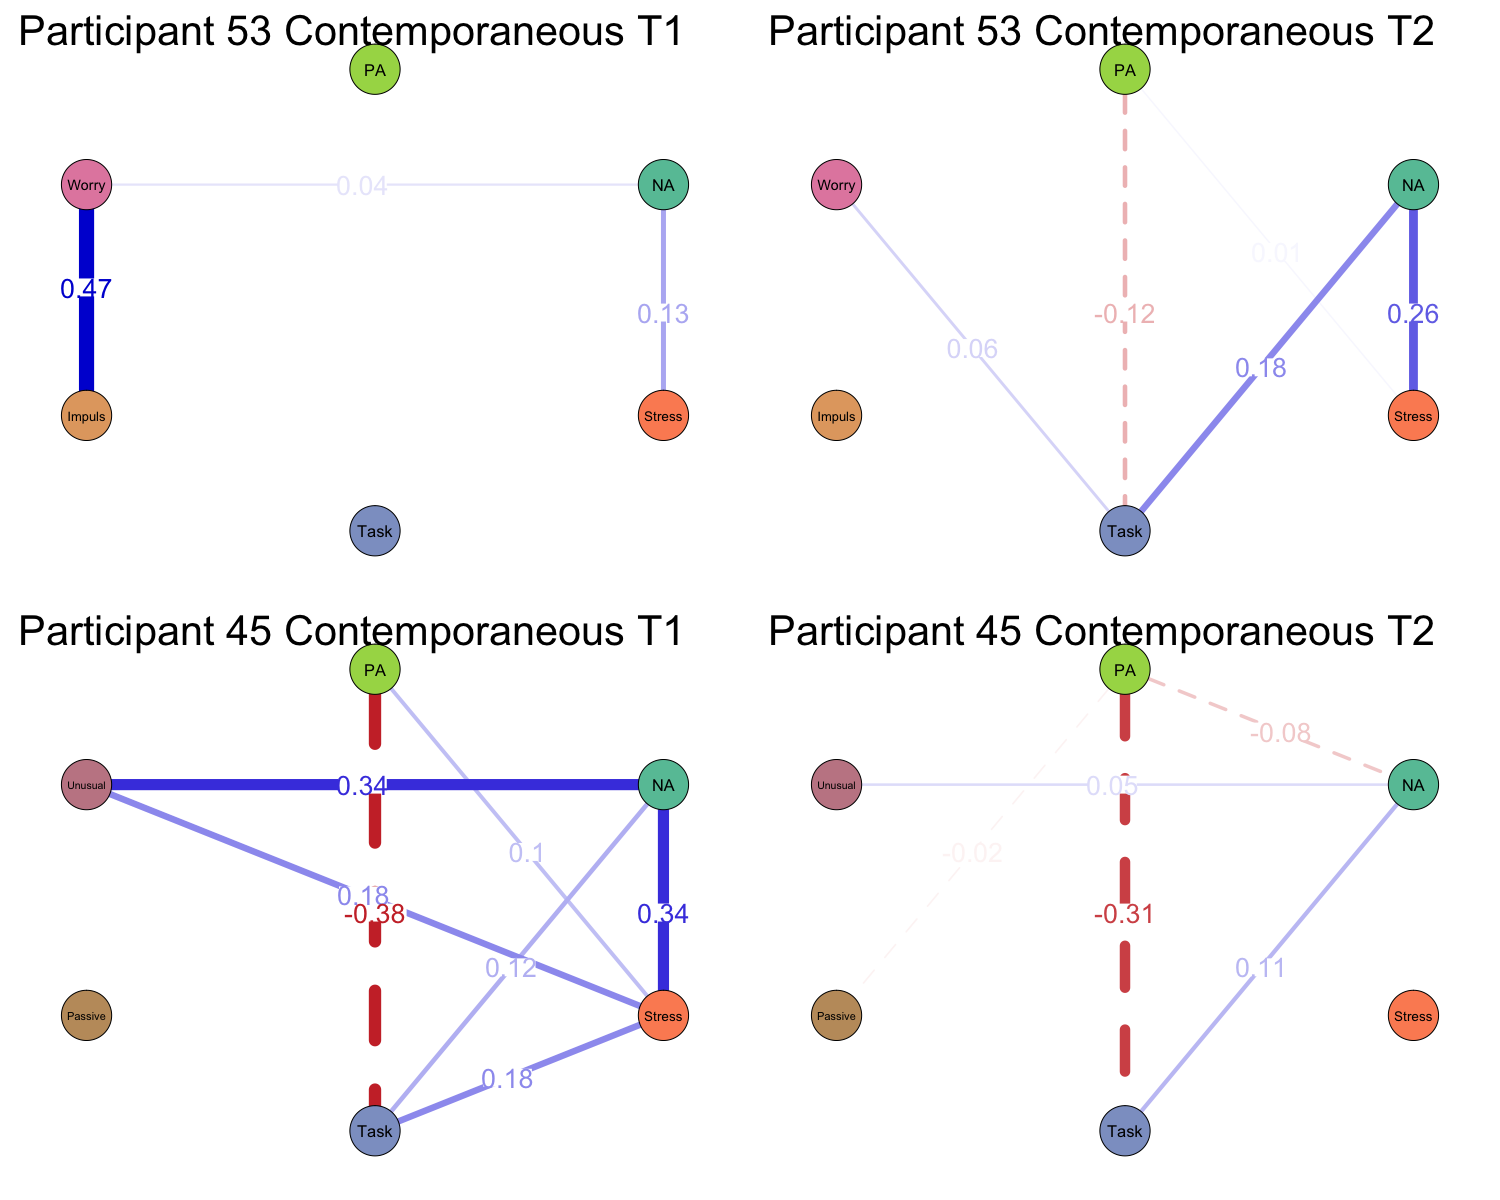 Participant 53 Contemporaneous T1
PA
Worry
0.04
NA
0.47
0.13
Impuls
Stress
Task
Participant 53 Contemporaneous T2
PA
Worry
NA
0.01
-0.12
0.26
0.06
0.18
Impuls
Stress
Task
Participant 45 Contemporaneous T1
PA
Unusual
0.34
NA
0.1
0.18
-0.38
0.34
0.12
Passive
Stress
0.18
Task
Participant 45 Contemporaneous T2
PA
-0.08
Unusual
0.05
NA
-0.02
-0.31
0.11
Passive
Stress
Task